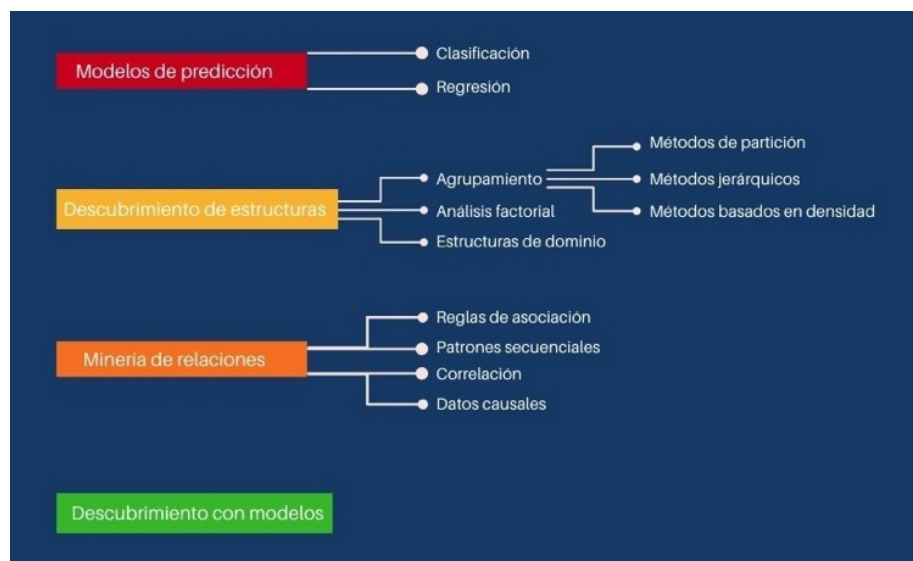 Modelos de predicción
Clasificación
Regresión
Descubrimiento de estructuras
Agrupamiento
Métodos de partición
Métodos jerárquicos
Métodos basados en densidad
Análisis factorial
Estructuras de dominio
Minería de relaciones
Reglas de asociación
Patrones secuenciales
Correlación
Datos causales
Descubrimiento con modelos